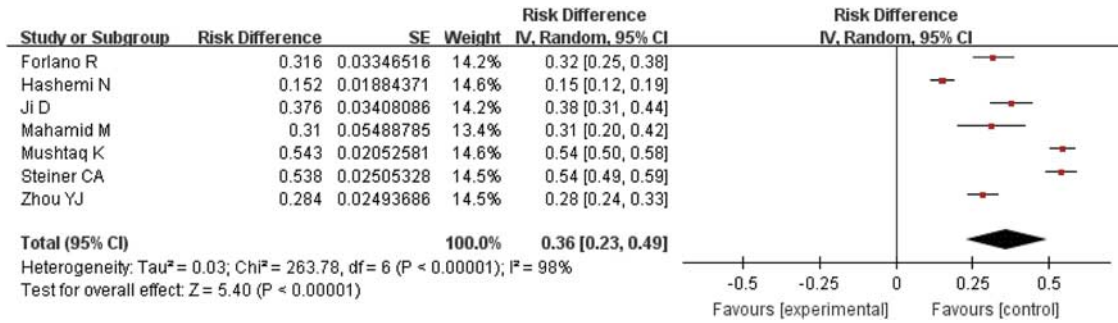 Risk Difference Risk Difference
Study or Subgroup Risk Difference SE Weight IV, Random, 95% CI IV, Random, 95% CI
Forlano R 0.316 0.03346516 14.2% 0.32 [0.25, 0.38]
Hashemi N 0.152 0.01884371 14.6% 0.15 [0.12, 0.19]
Ji D 0.376 0.03408086 14.2% 0.38 [0.31, 0.44]
Mahamid M 0.31 0.05488785 13.4% 0.31 [0.20, 0.42]
Mushtaq K 0.543 0.02052581 14.6% 0.54 [0.50, 0.58]
Steiner CA 0.538 0.02505328 14.5% 0.54 [0.49, 0.59]
Zhou YJ 0.284 0.02493686 14.5% 0.28 [0.24, 0.33]
Total (95% CI) 100.0% 0.36 [0.23, 0.49]
Heterogeneity: Tau² = 0.03; Chi² = 263.78, df = 6 (P < 0.00001); I² = 98%
Test for overall effect: Z = 5.40 (P < 0.00001)
-0.5 -0.25 0 0.25 0.5
Favours [experimental] Favours [control]